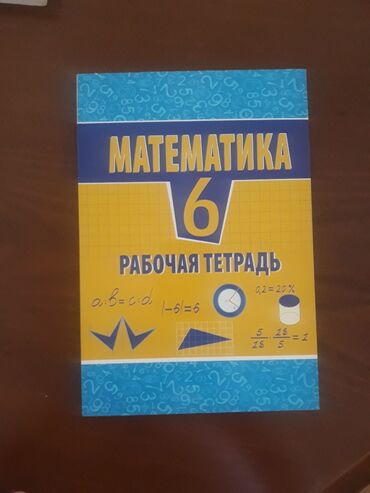 МАТЕМАТИКА
6
РАБОЧАЯ ТЕТРАДЬ
a:b=c:d
|-6|=6
0,2=20%
5/28 · 28/5 = 1